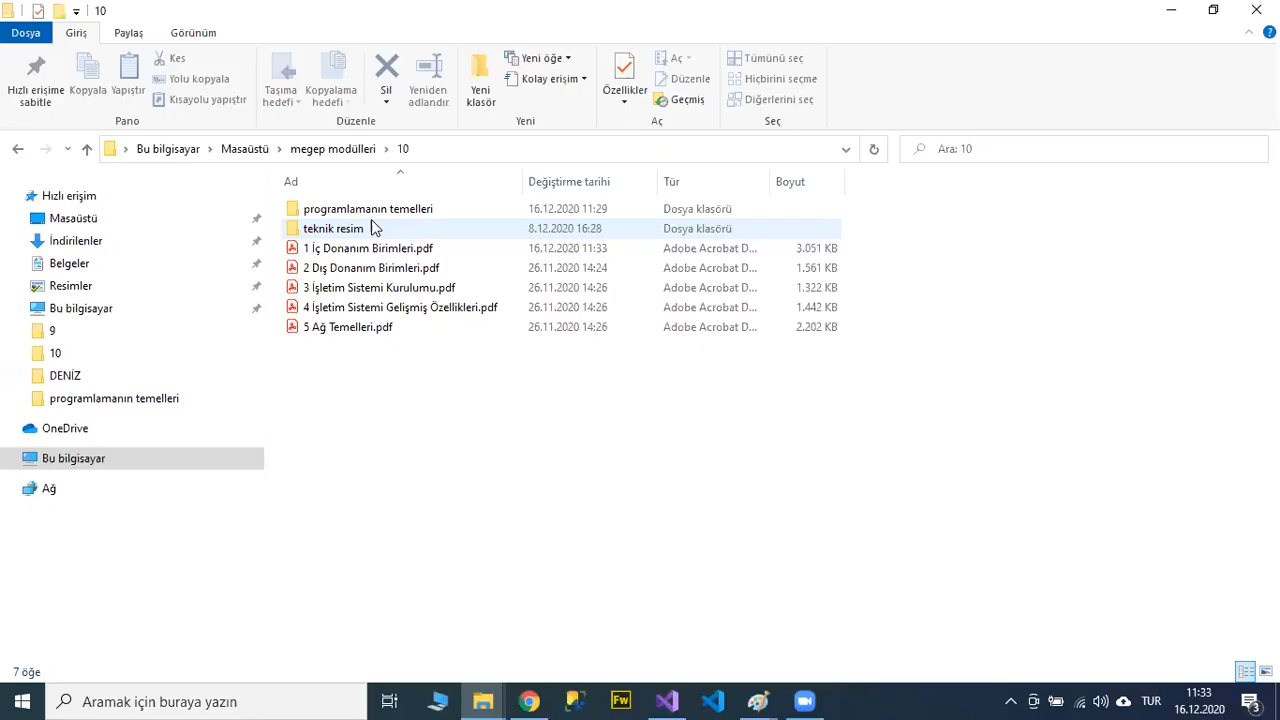 10
Dosya Giriş Paylaş Görünüm
Hızlı erişime sabitle
Kopyala
Yapıştır
Kes
Yolu kopyala
Kısayolu yapıştır
Pano
Taşıma hedefi
Kopyalama hedefi
Sil
Yeniden adlandır
Düzenle
Yeni klasör
Yeni öğe
Kolay erişim
Yeni
Özellikler
Aç
Düzenle
Geçmiş
Aç
Tümünü seç
Hiçbirini seçme
Diğerlerini seç
Seç
Bu bilgisayar > Masaüstü > megep modülleri > 10
Ara: 10
Hızlı erişim
Masaüstü
İndirilenler
Belgeler
Resimler
Bu bilgisayar
9
10
DENİZ
programlamanın temelleri
OneDrive
Bu bilgisayar
Ağ
Ad Değiştirme tarihi Tür Boyut
programlamanın temelleri 16.12.2020 11:29 Dosya klasörü
teknik resim 8.12.2020 16:28 Dosya klasörü
1 İç Donanım Birimleri.pdf 16.12.2020 11:33 Adobe Acrobat D... 3.051 KB
2 Dış Donanım Birimleri.pdf 26.11.2020 14:24 Adobe Acrobat D... 1.561 KB
3 İşletim Sistemi Kurulumu.pdf 26.11.2020 14:26 Adobe Acrobat D... 1.322 KB
4 İşletim Sistemi Gelişmiş Özellikleri.pdf 26.11.2020 14:26 Adobe Acrobat D... 1.442 KB
5 Ağ Temelleri.pdf 26.11.2020 14:26 Adobe Acrobat D... 2.202 KB
7 öğe
Aramak için buraya yazın
Fw
TUR
11:33
16.12.2020
3